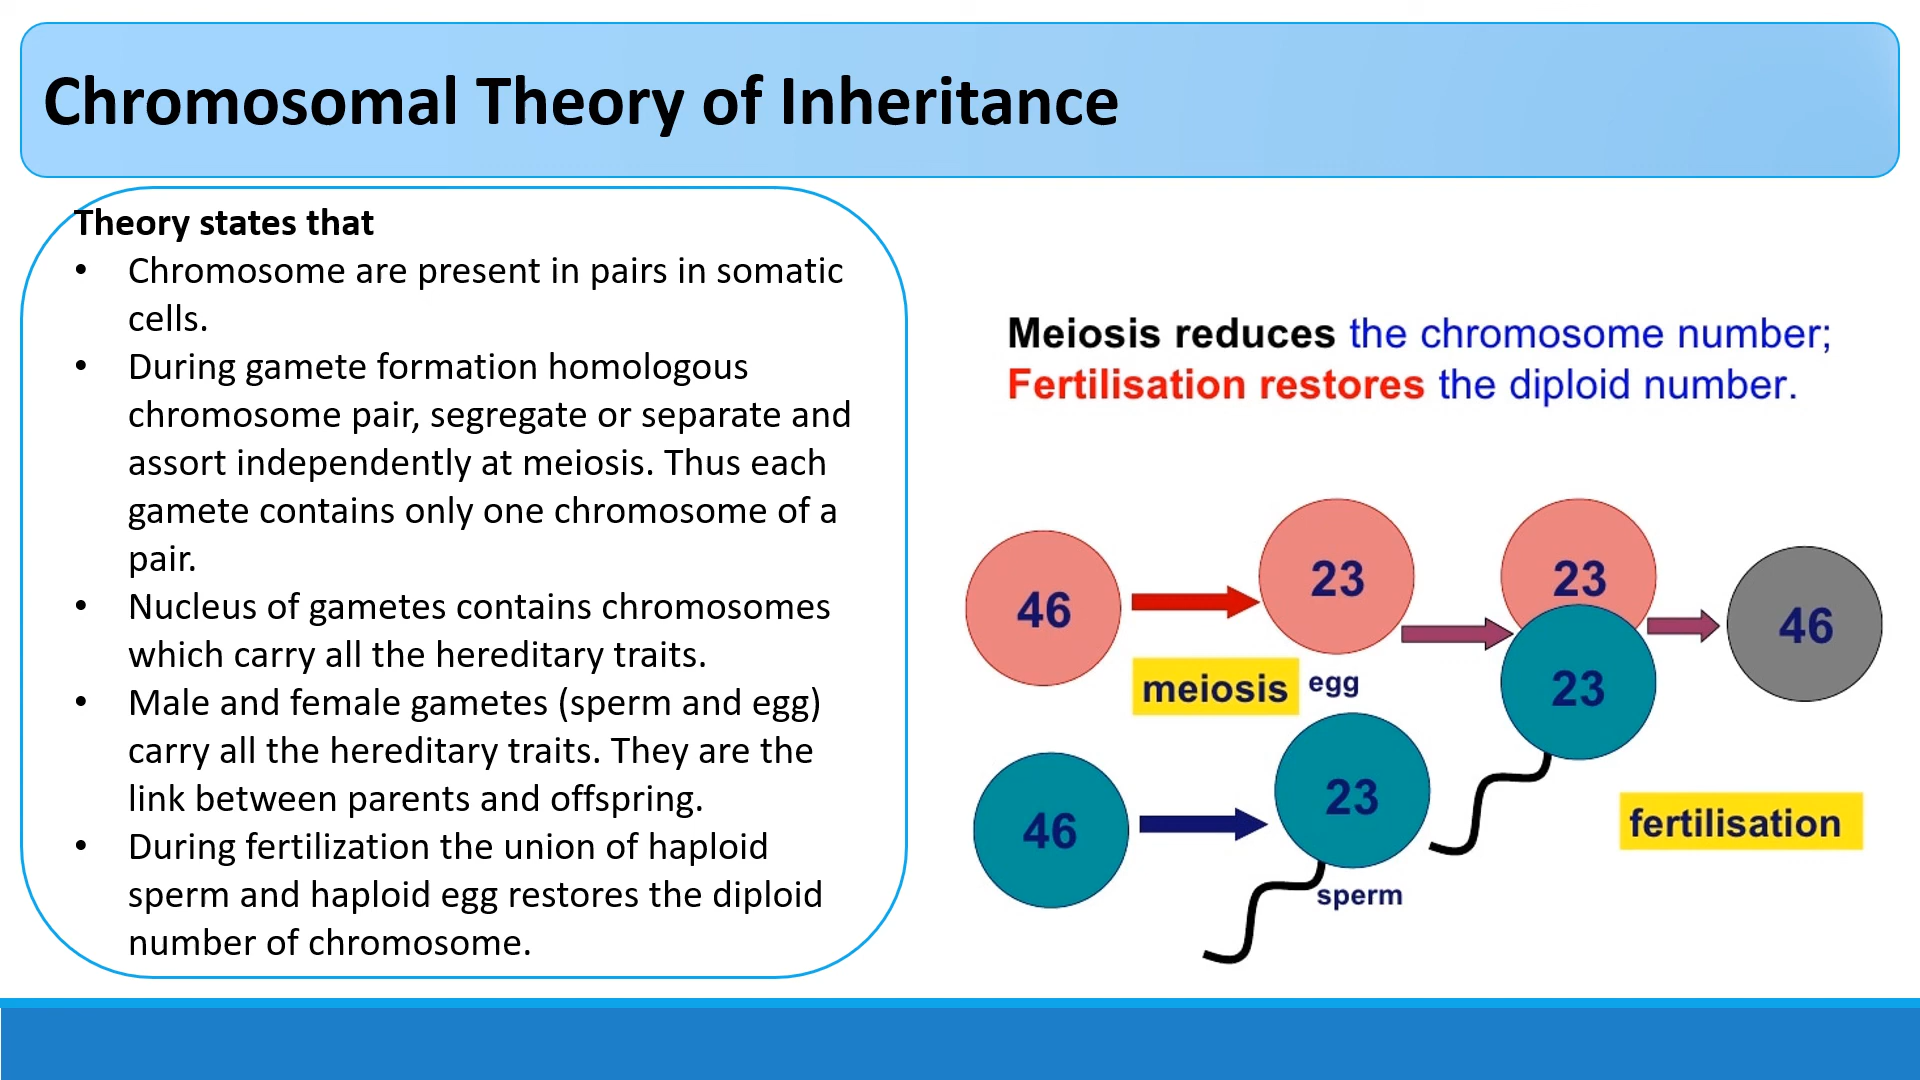 Chromosomal Theory of Inheritance
Theory states that
• Chromosome are present in pairs in somatic
cells.
• During gamete formation homologous
chromosome pair, segregate or separate and
assort independently at meiosis. Thus each
gamete contains only one chromosome of a
pair.
• Nucleus of gametes contains chromosomes
which carry all the hereditary traits.
• Male and female gametes (sperm and egg)
carry all the hereditary traits. They are the
link between parents and offspring.
• During fertilization the union of haploid
sperm and haploid egg restores the diploid
number of chromosome.
Meiosis reduces the chromosome number;
Fertilisation restores the diploid number.
46
23
23
46
meiosis
egg
23
46
23
sperm
fertilisation